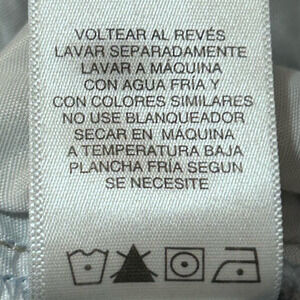 VOLTEAR AL REVÉS
LAVAR SEPARADAMENTE
LAVAR A MÁQUINA
CON AGUA FRÍA Y
CON COLORES SIMILARES
NO USE BLANQUEADOR
SECAR EN MÁQUINA
A TEMPERATURA BAJA
PLANCHA FRÍA SEGUN
SE NECESITE